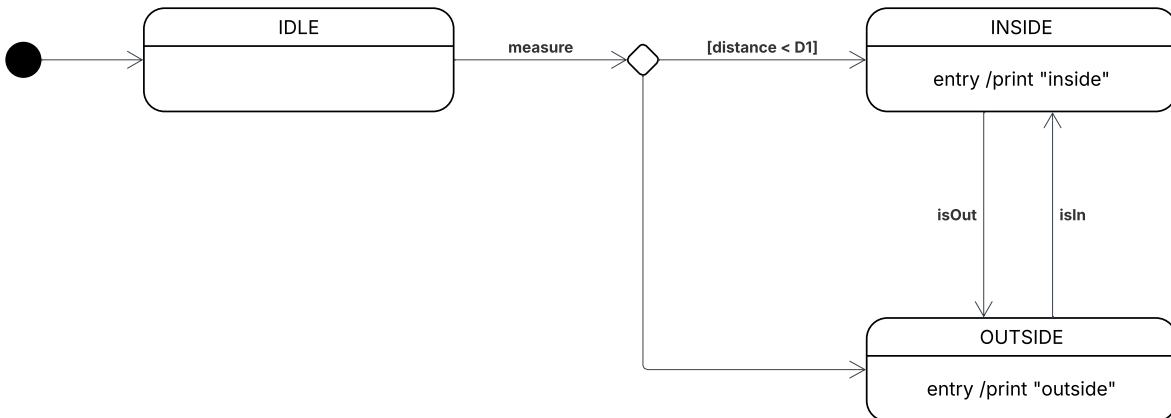 IDLE
measure
[distance < D1]
INSIDE
entry /print "inside"
isOut
isIn
OUTSIDE
entry /print "outside"